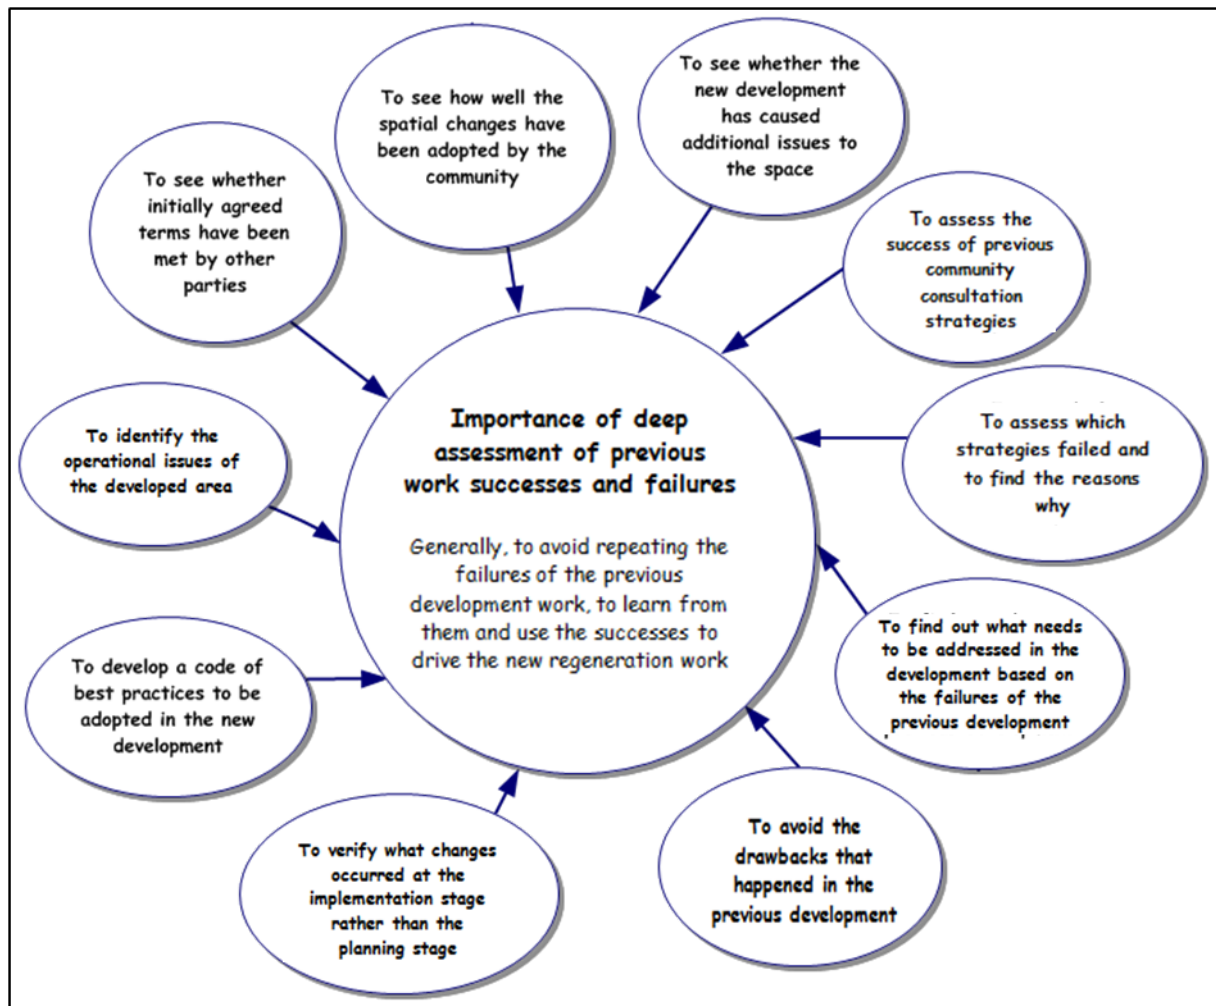 To see how well the
spatial changes have
been adopted by the
community
To see whether the
new development
has caused
additional issues to
the space
To see whether
initially agreed
terms have been
met by other
parties
To assess the
success of previous
community
consultation
strategies
Importance of deep
assessment of previous
work successes and failures
Generally, to avoid repeating the
failures of the previous
development work, to learn from
them and use the successes to
drive the new regeneration work
To identify the
operational issues of
the developed area
To assess which
strategies failed and
to find the reasons
why
To develop a code of
best practices to be
adopted in the new
development
To find out what needs
to be addressed in the
development based on
the failures of the
previous development
To verify what changes
occurred at the
implementation stage
rather than the
planning stage
To avoid the
drawbacks that
happened in the
previous development